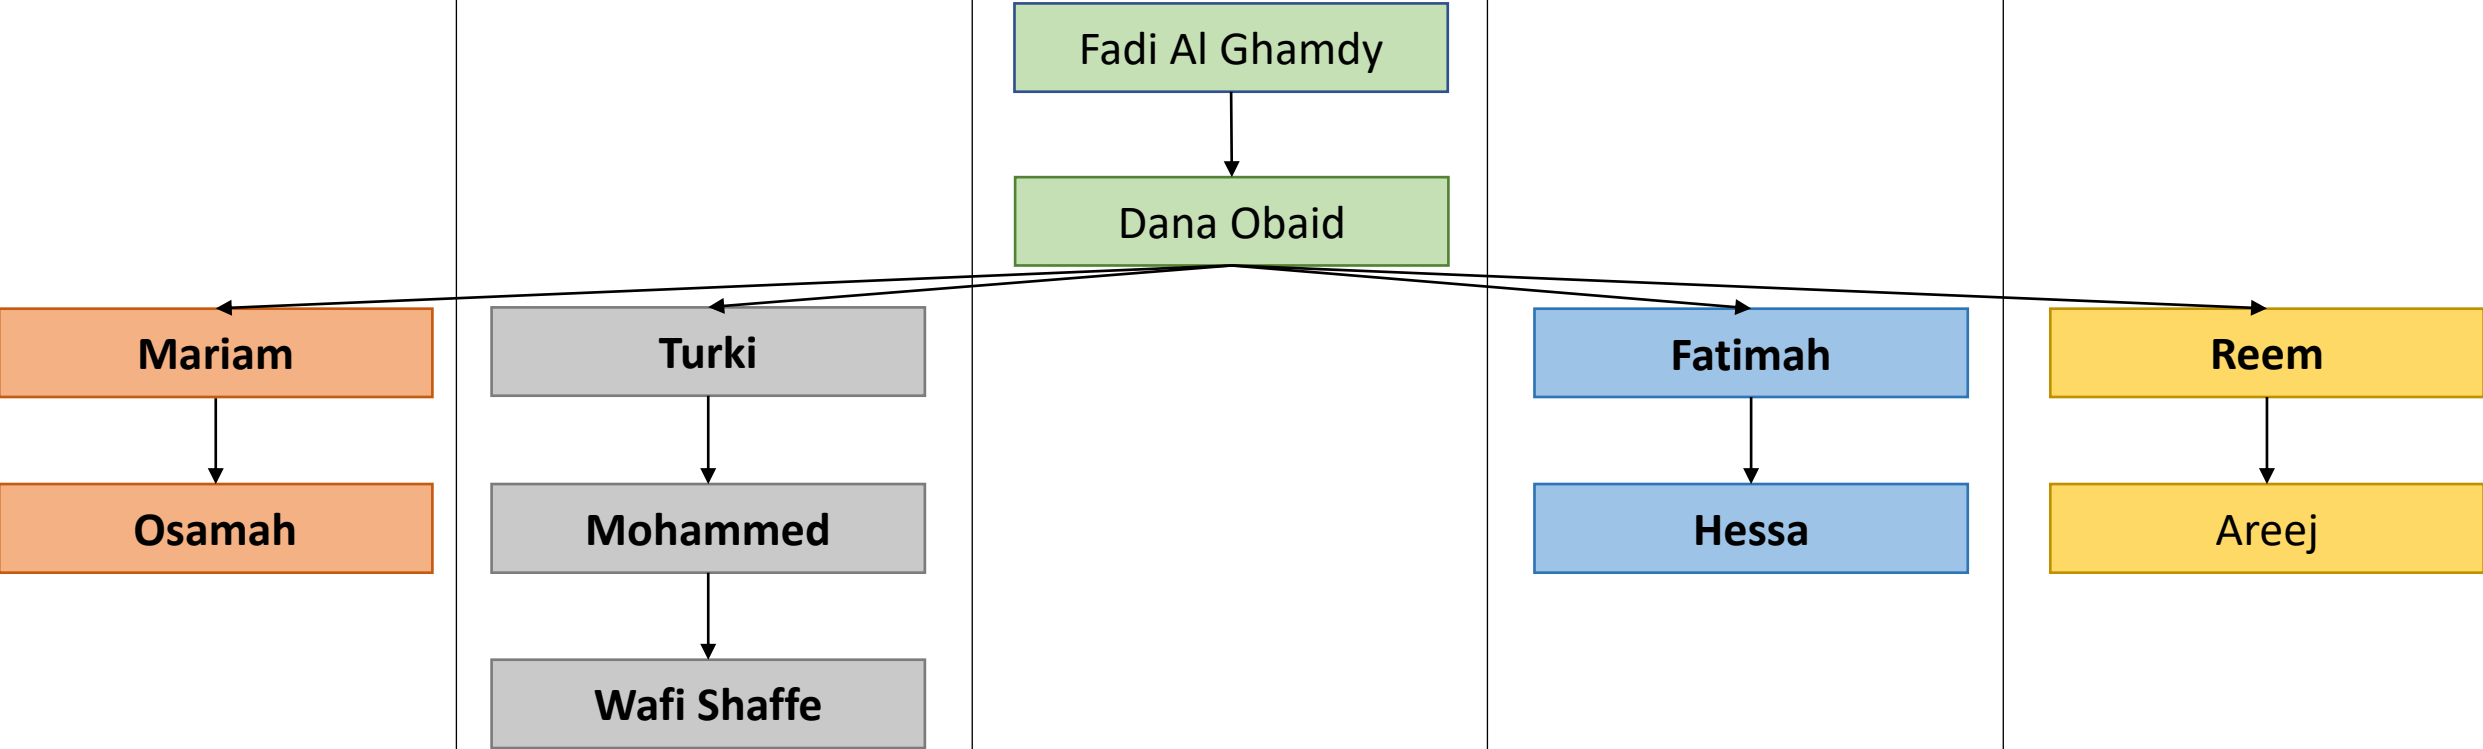 Fadi Al Ghamdy
Dana Obaid
Mariam
Turki
Fatimah
Reem
Osamah
Mohammed
Hessa
Areej
Wafi Shaffe